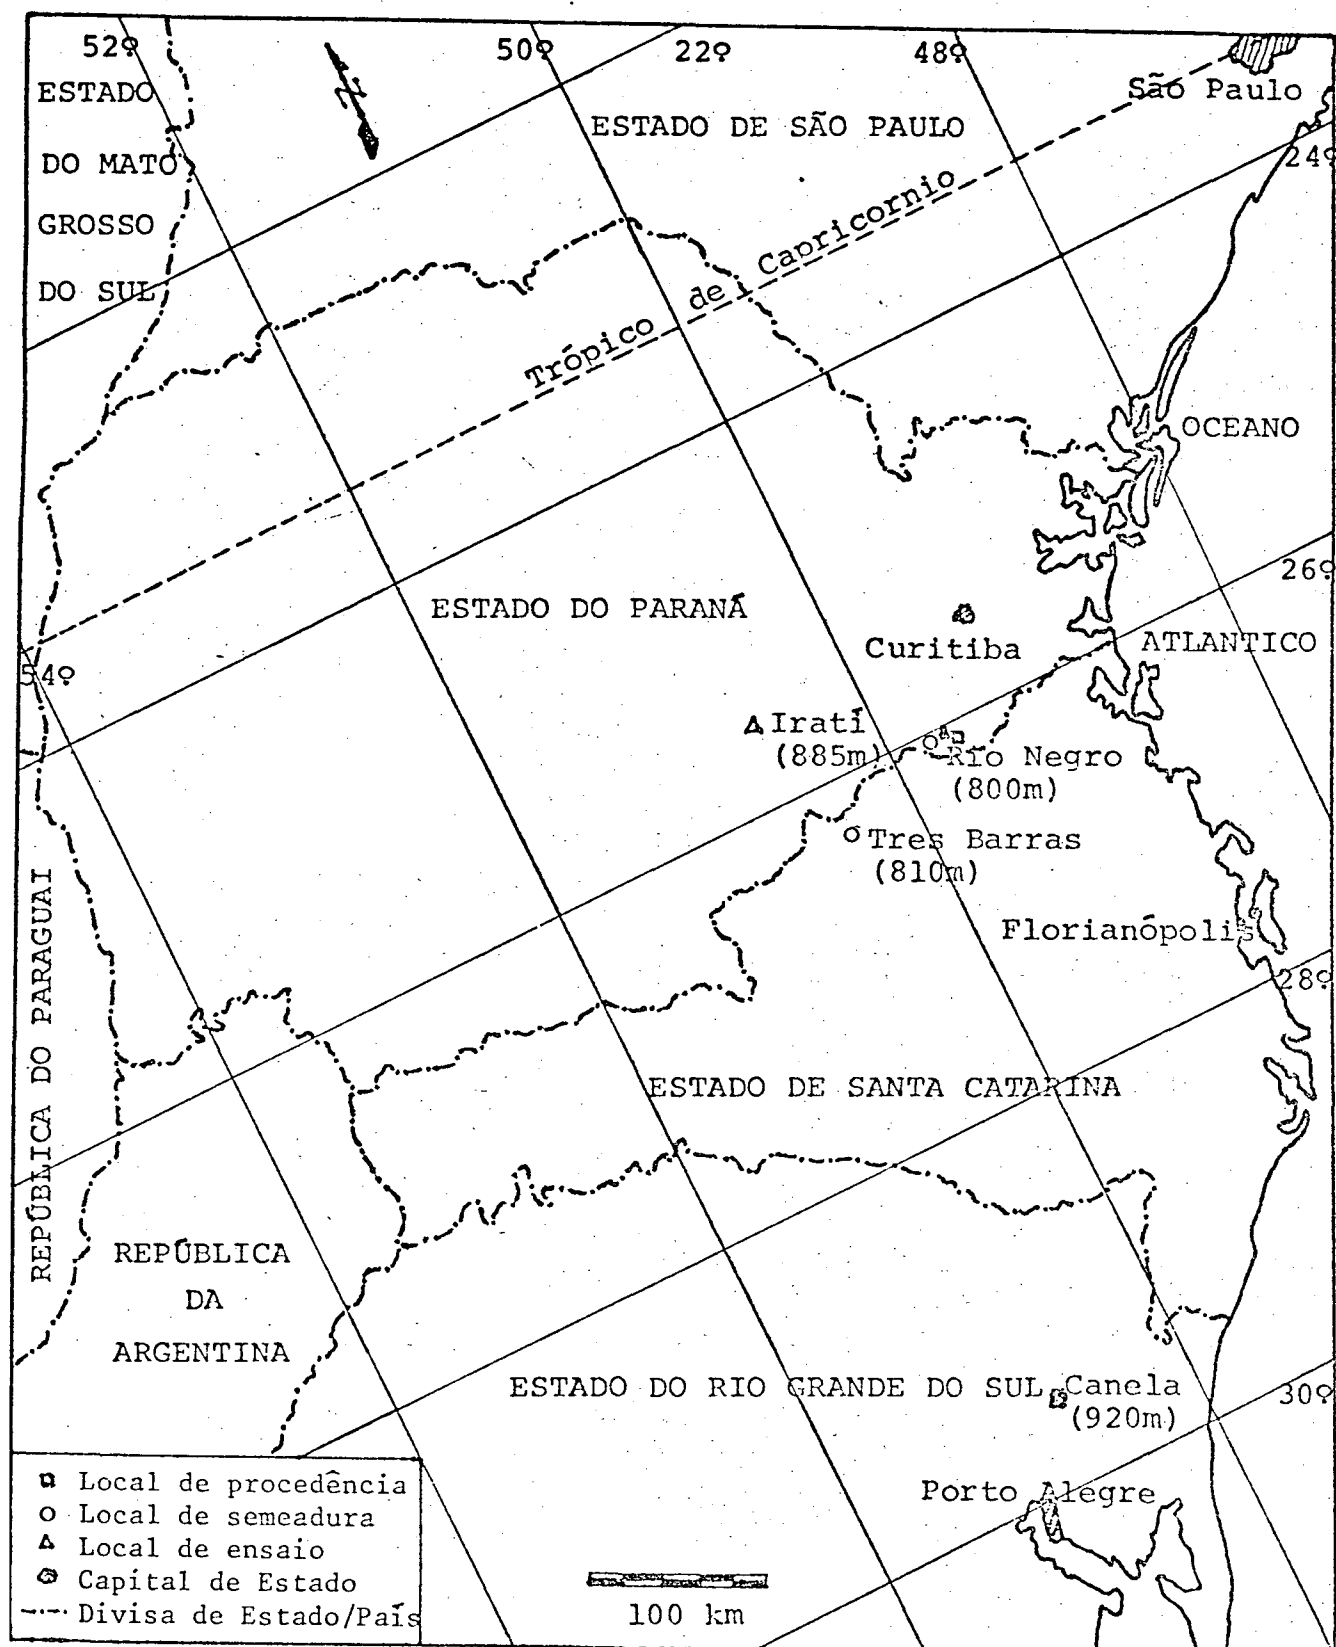 52º
50º
22º
48º
ESTADO
DO MATO
GROSSO
DO SUL
São Paulo
ESTADO DE SÃO PAULO
24º
Trópico de Capricornio
OCEANO
26º
ESTADO DO PARANÁ
Curitiba
ATLANTICO
54º
Irati
(885m)
Rio Negro
(800m)
Tres Barras
(810m)
REPÚBLICA DO PARAGUAI
Florianópolis
28º
ESTADO DE SANTA CATARINA
REPÚBLICA
DA
ARGENTINA
ESTADO DO RIO GRANDE DO SUL
Canela
(920m)
30º
Porto Alegre
Local de procedência
Local de semeadura
Local de ensaio
Capital de Estado
Divisa de Estado/País
100 km